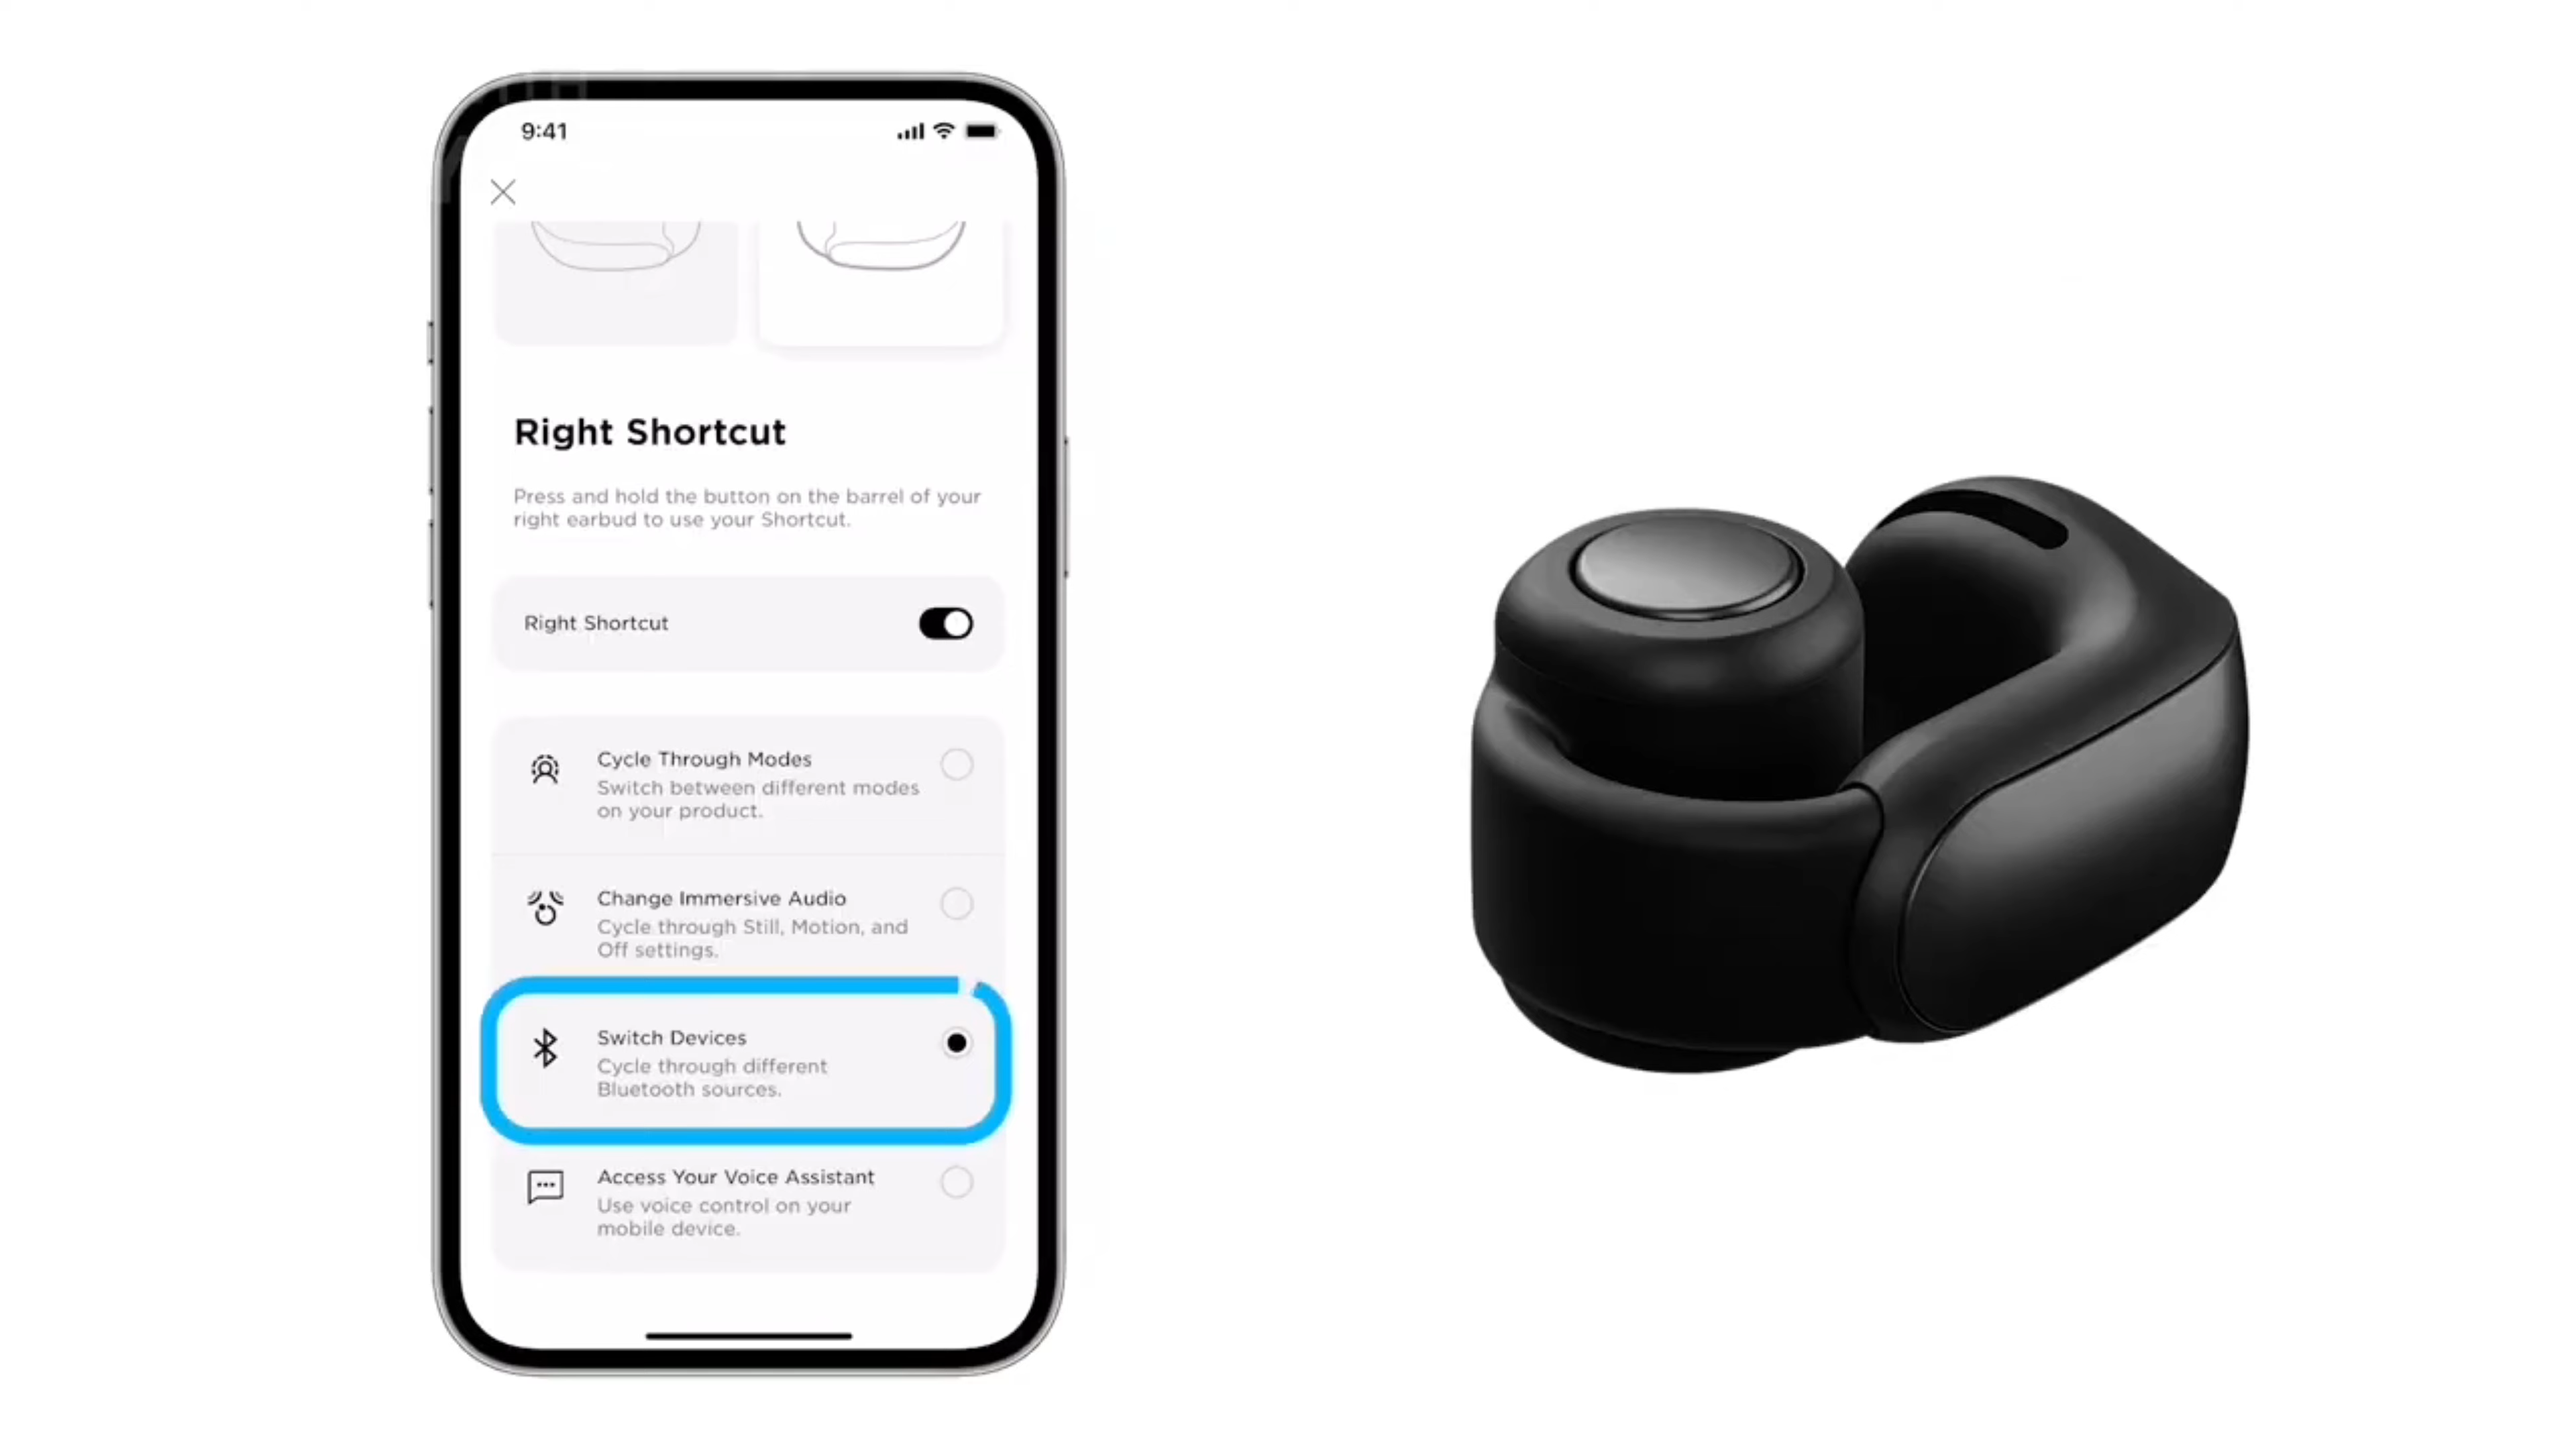 9:41
Right Shortcut
Press and hold the button on the barrel of your
right earbud to use your Shortcut.
Right Shortcut
Cycle Through Modes
Switch between different modes
on your product.
Change Immersive Audio
Cycle through Still, Motion, and
Off settings.
Switch Devices
Cycle through different
Bluetooth sources.
Access Your Voice Assistant
Use voice control on your
mobile device.